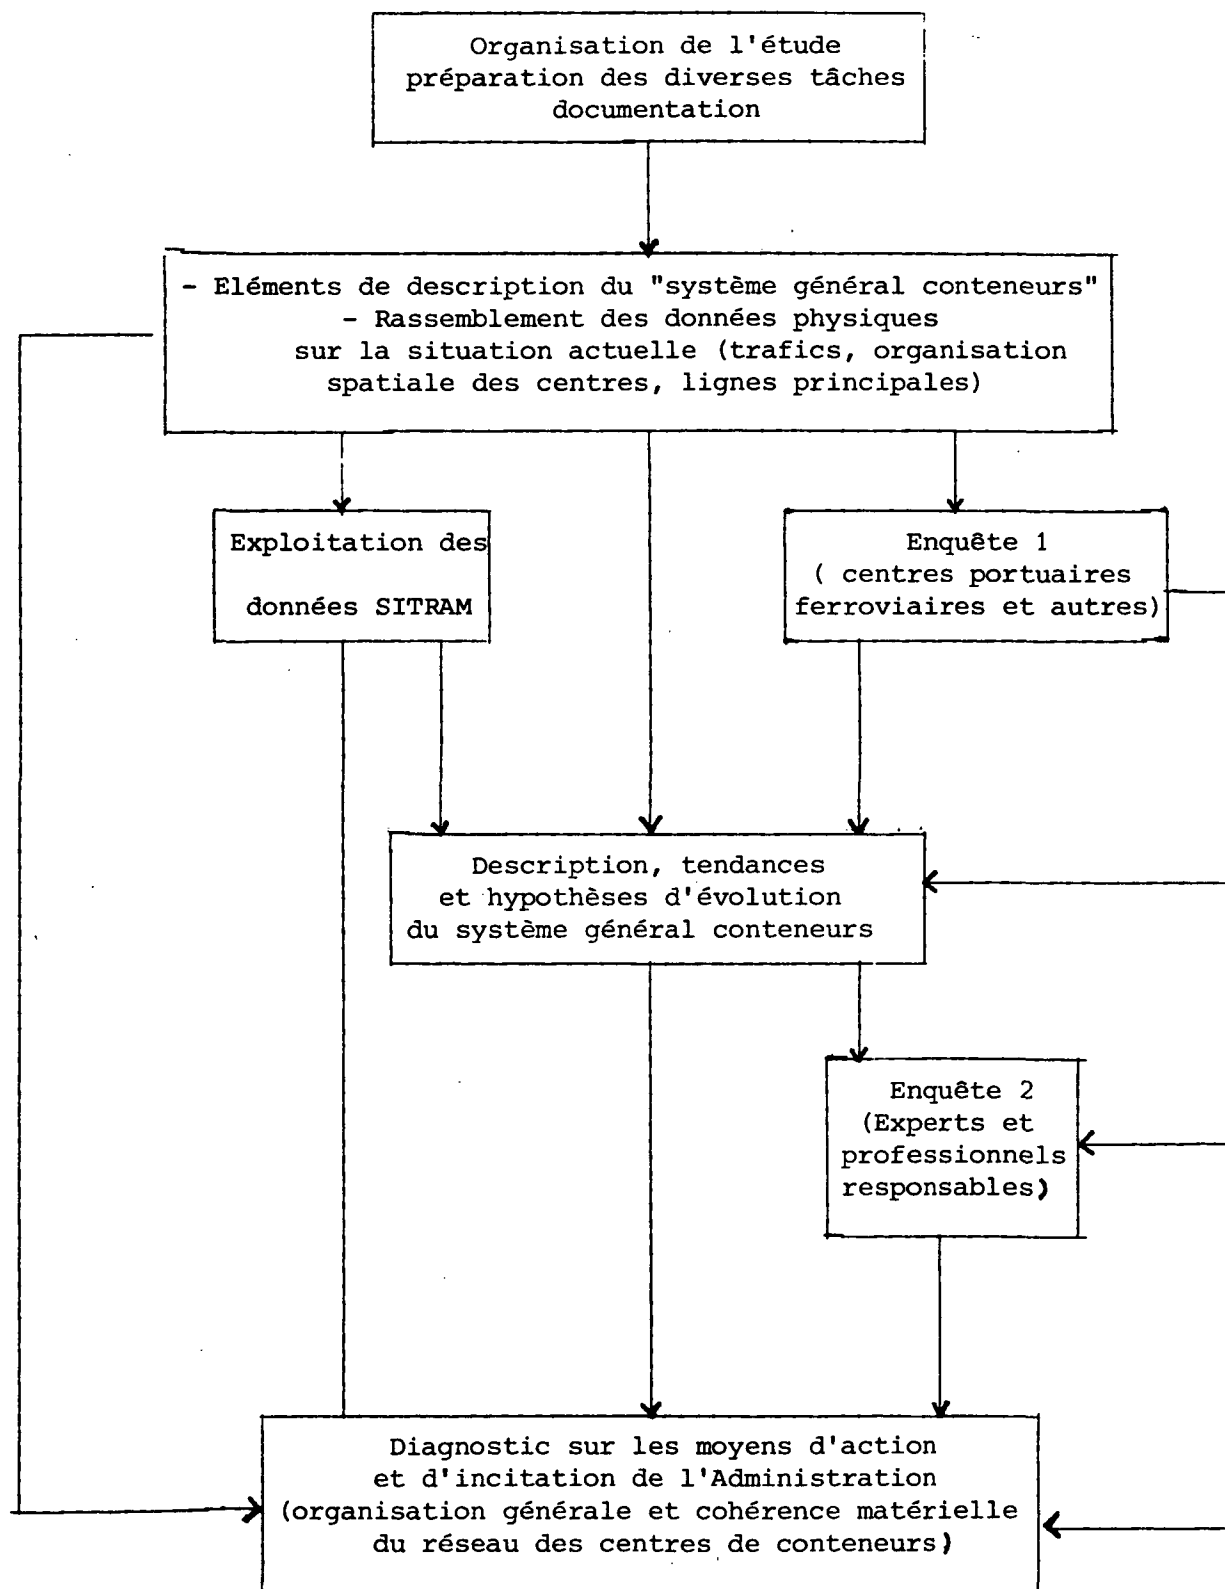 Organisation de l'étude
préparation des diverses tâches
documentation
- Eléments de description du "système général conteneurs"
- Rassemblement des données physiques
sur la situation actuelle (trafics, organisation
spatiale des centres, lignes principales)
Exploitation des
données SITRAM
Enquête 1
( centres portuaires
ferroviaires et autres)
Description, tendances
et hypothèses d'évolution
du système général conteneurs
Enquête 2
(Experts et
professionnels
responsables)
Diagnostic sur les moyens d'action
et d'incitation de l'Administration
(organisation générale et cohérence matérielle
du réseau des centres de conteneurs)